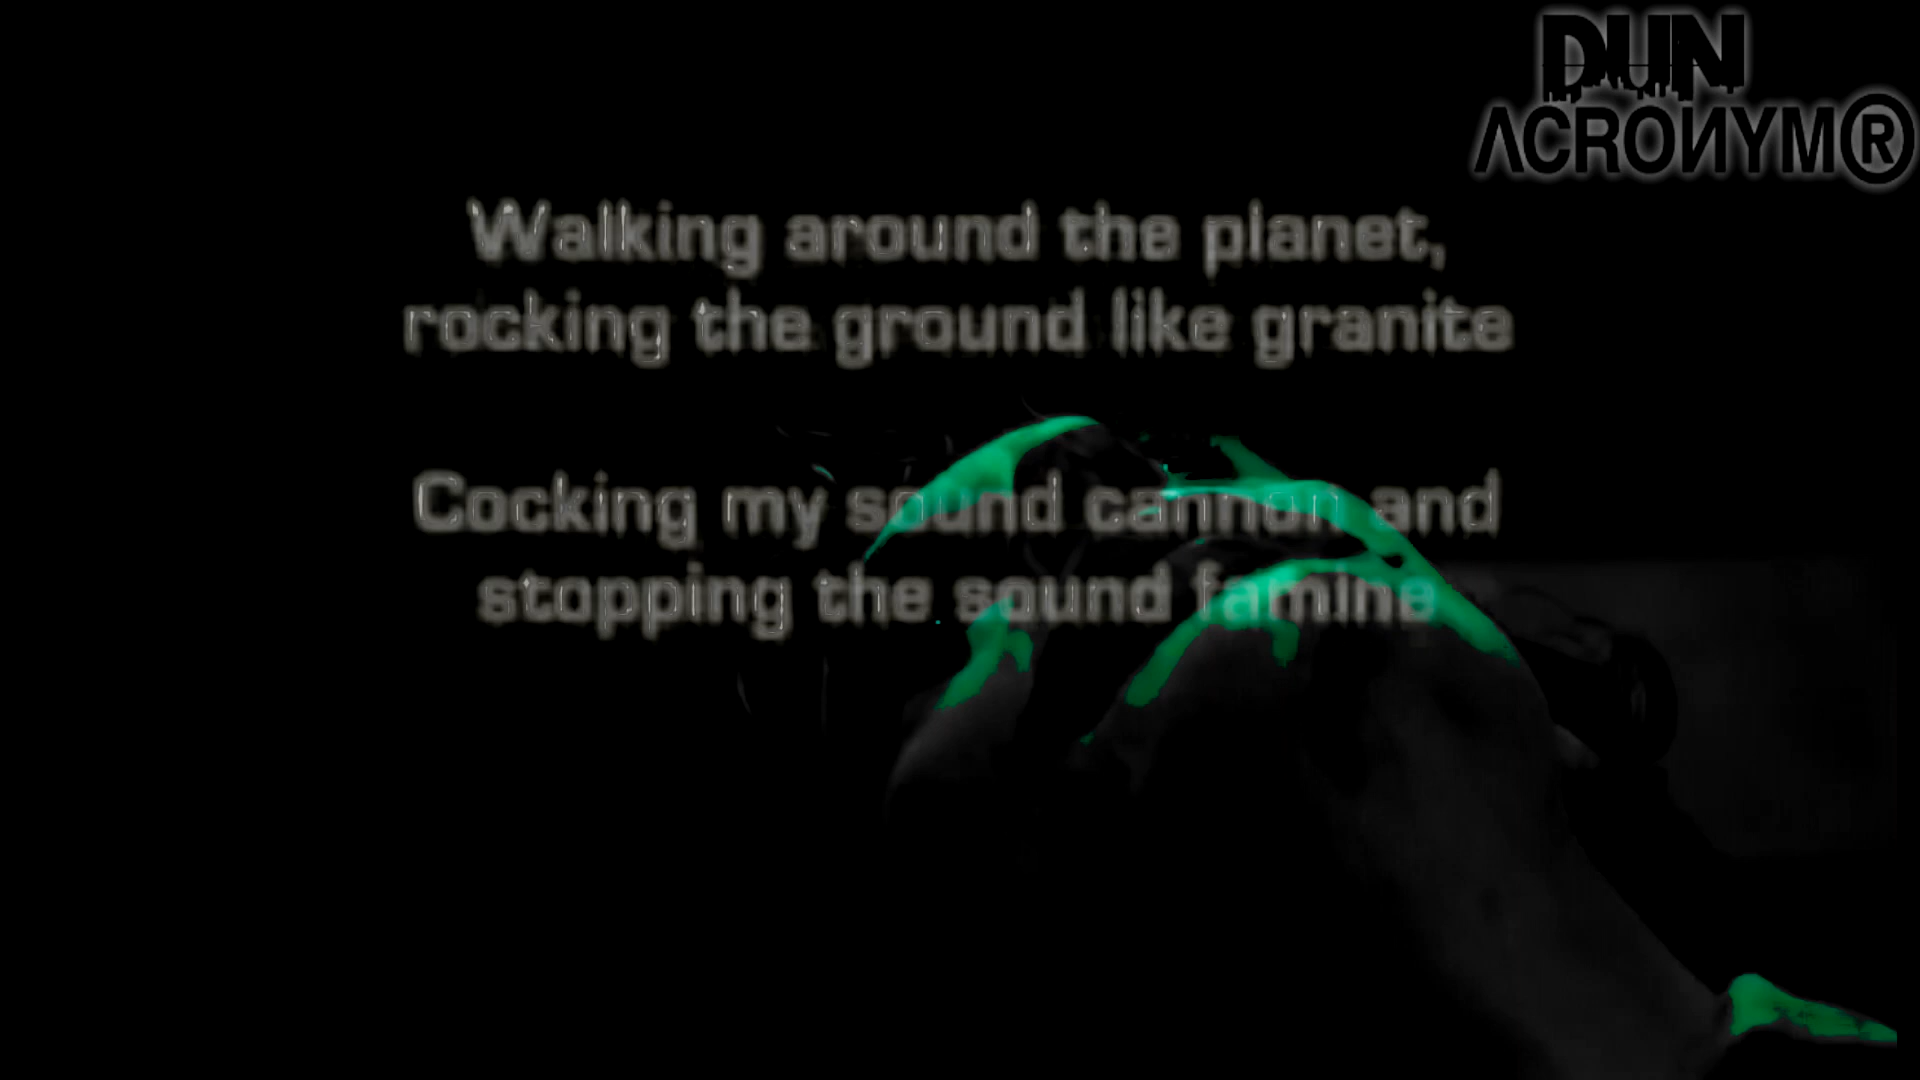 DUN
ΛCROИYM®
Walking around the planet,
rocking the ground like granite
Cocking my sound cannon and
stopping the sound famine